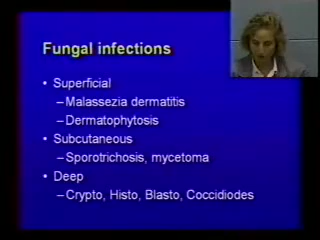 Fungal infections
• Superficial
– Malassezia dermatitis
– Dermatophytosis
• Subcutaneous
– Sporotrichosis, mycetoma
• Deep
– Crypto, Histo, Blasto, Coccidiodes